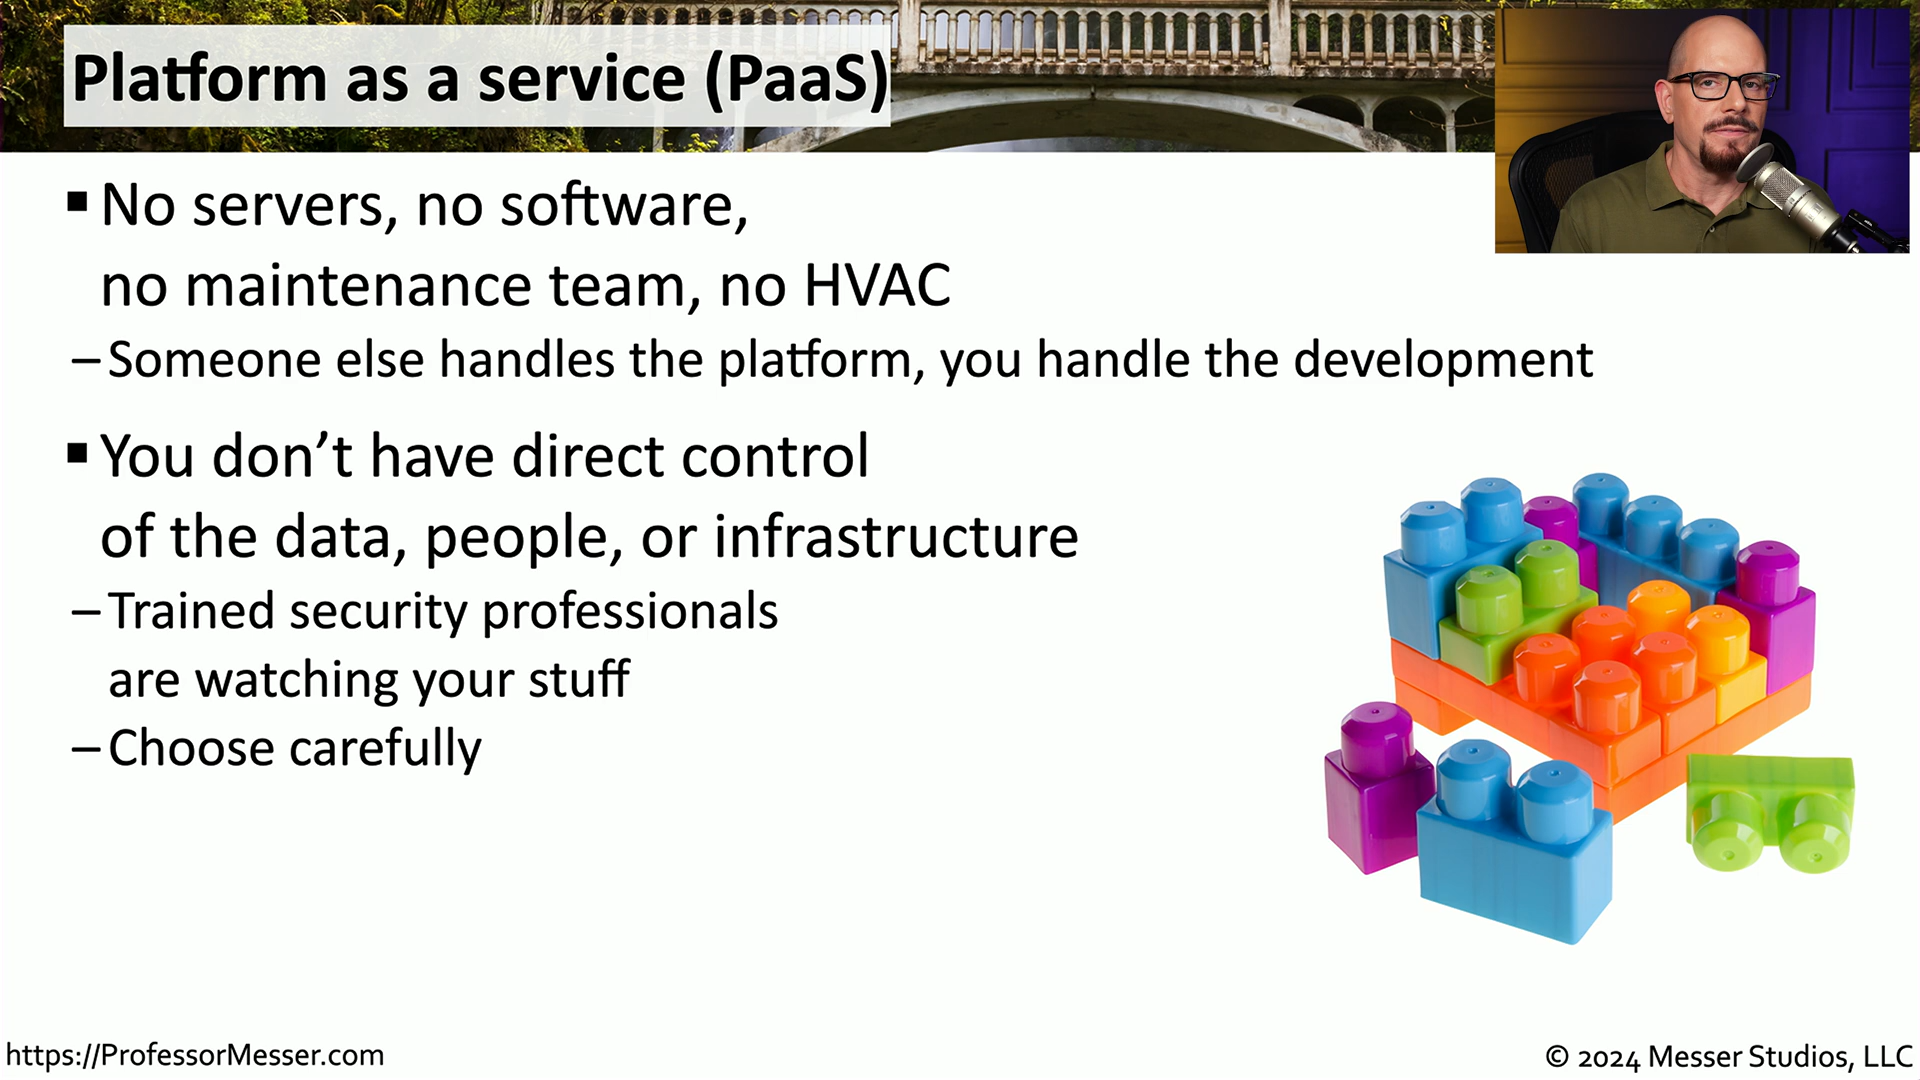 Platform as a service (PaaS)
▪ No servers, no software,
no maintenance team, no HVAC
– Someone else handles the platform, you handle the development
▪ You don’t have direct control
of the data, people, or infrastructure
– Trained security professionals
are watching your stuff
– Choose carefully
https://ProfessorMesser.com
© 2024 Messer Studios, LLC